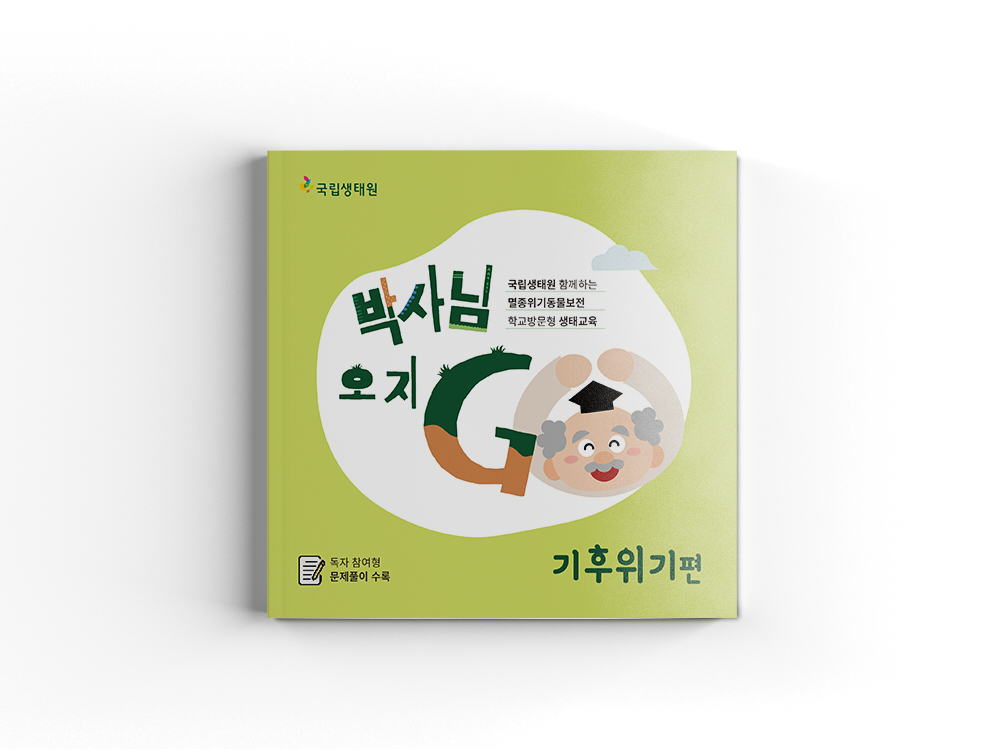 국립생태원
박사님
오지 GO
국립생태원 함께하는
멸종위기동물보전
학교방문형 생태교육
독자 참여형
문제풀이 수록
기후위기편